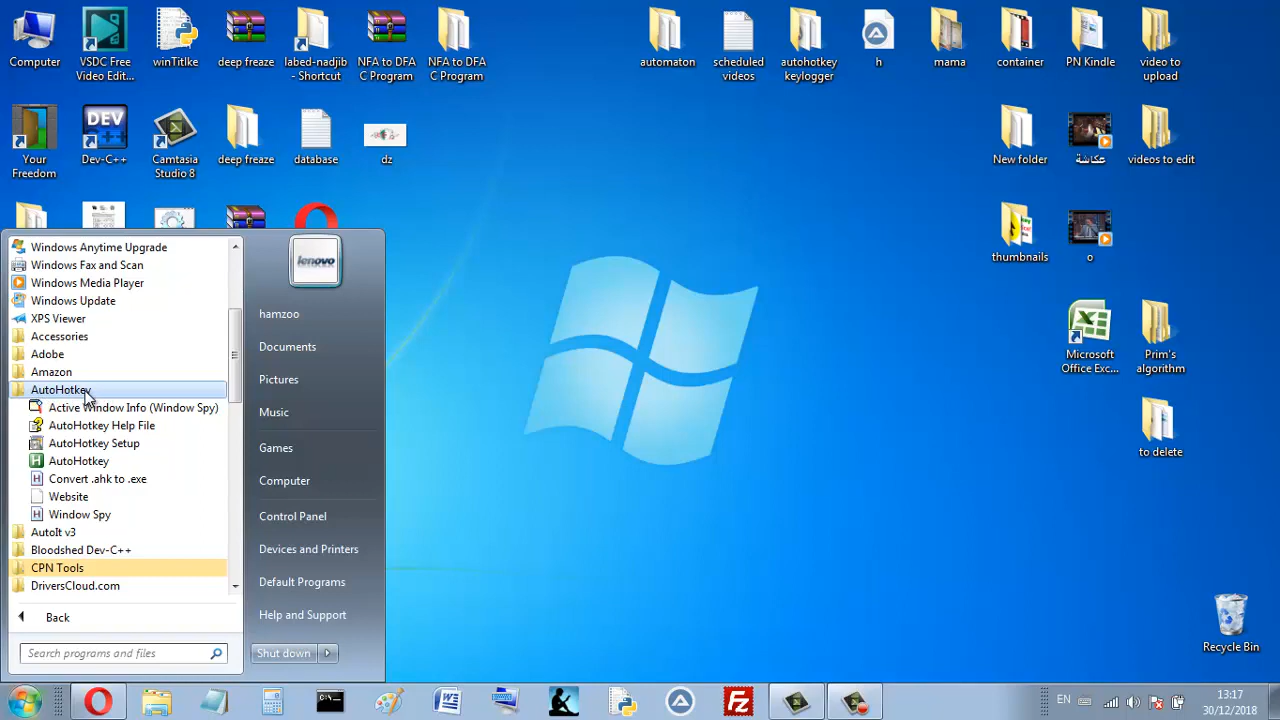 Computer
VSDC Free
Video Edit...
winTitlke
deep freaze
labed-nadjib
- Shortcut
NFA to DFA
C Program
NFA to DFA
C Program
automaton
scheduled
videos
autohotkey
keylogger
h
mama
container
PN Kindle
video to
upload
Your
Freedom
DEV
C++
Dev-C++
Camtasia
Studio 8
deep freaze
database
dz
New folder
عكاشة
videos to edit
thumbnails
o
Microsoft
Office Exc...
Prim's
algorithm
to delete
Recycle Bin
Windows Anytime Upgrade
Windows Fax and Scan
Windows Media Player
Windows Update
XPS Viewer
Accessories
Adobe
Amazon
AutoHotkey
Active Window Info (Window Spy)
AutoHotkey Help File
AutoHotkey Setup
AutoHotkey
Convert .ahk to .exe
Website
Window Spy
AutoIt v3
Bloodshed Dev-C++
CPN Tools
DriversCloud.com
Back
Search programs and files
lenovo
hamzoo
Documents
Pictures
Music
Games
Computer
Control Panel
Devices and Printers
Default Programs
Help and Support
Shut down
EN
13:17
30/12/2018